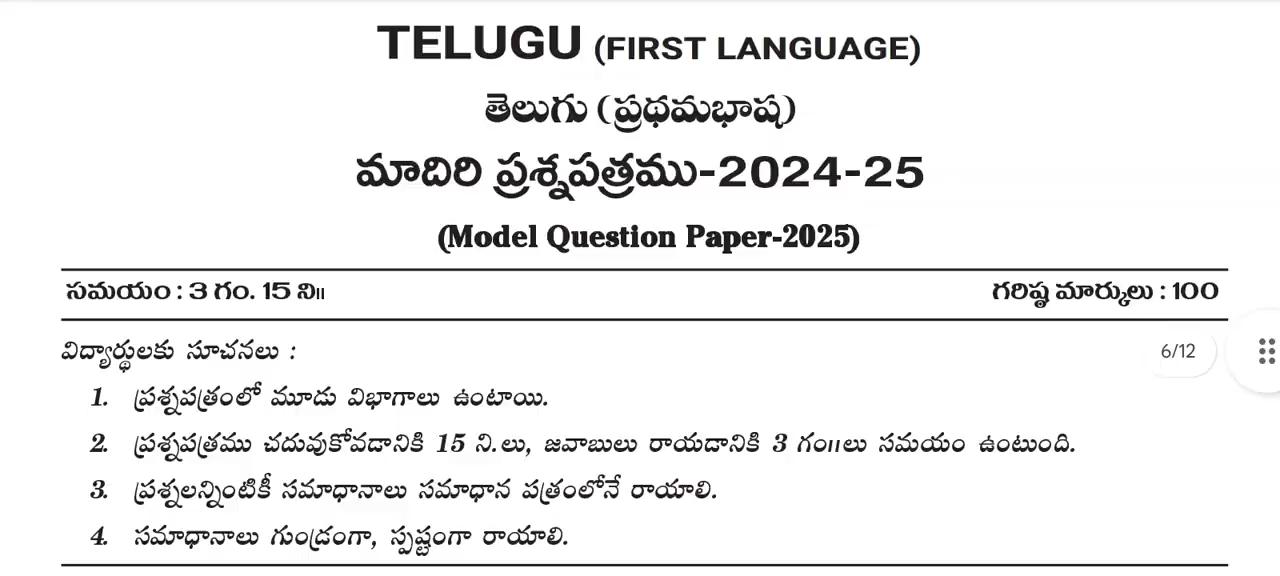 TELUGU (FIRST LANGUAGE)
తెలుగు (ప్రథమభాష)
మాదిరి ప్రశ్నపత్రము-2024-25
(Model Question Paper-2025)
సమయం : 3 గం. 15 ని॥ గరిష్ఠ మార్కులు : 100
విద్యార్థులకు సూచనలు :
6/12
1. ప్రశ్నపత్రంలో మూడు విభాగాలు ఉంటాయి.
2. ప్రశ్నపత్రము చదువుకోవడానికి 15 ని.లు, జవాబులు రాయడానికి 3 గం॥లు సమయం ఉంటుంది.
3. ప్రశ్నలన్నింటికీ సమాధానాలు సమాధాన పత్రంలోనే రాయాలి.
4. సమాధానాలు గుండ్రంగా, స్పష్టంగా రాయాలి.